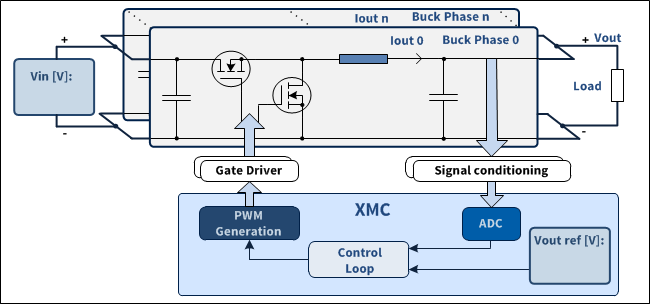 Iout n Buck Phase n
Iout 0 Buck Phase 0
+ + Vout
Vin [V]:
Load
- -
Gate Driver
Signal conditioning
XMC
PWM
Generation
ADC
Control
Loop
Vout ref [V]: